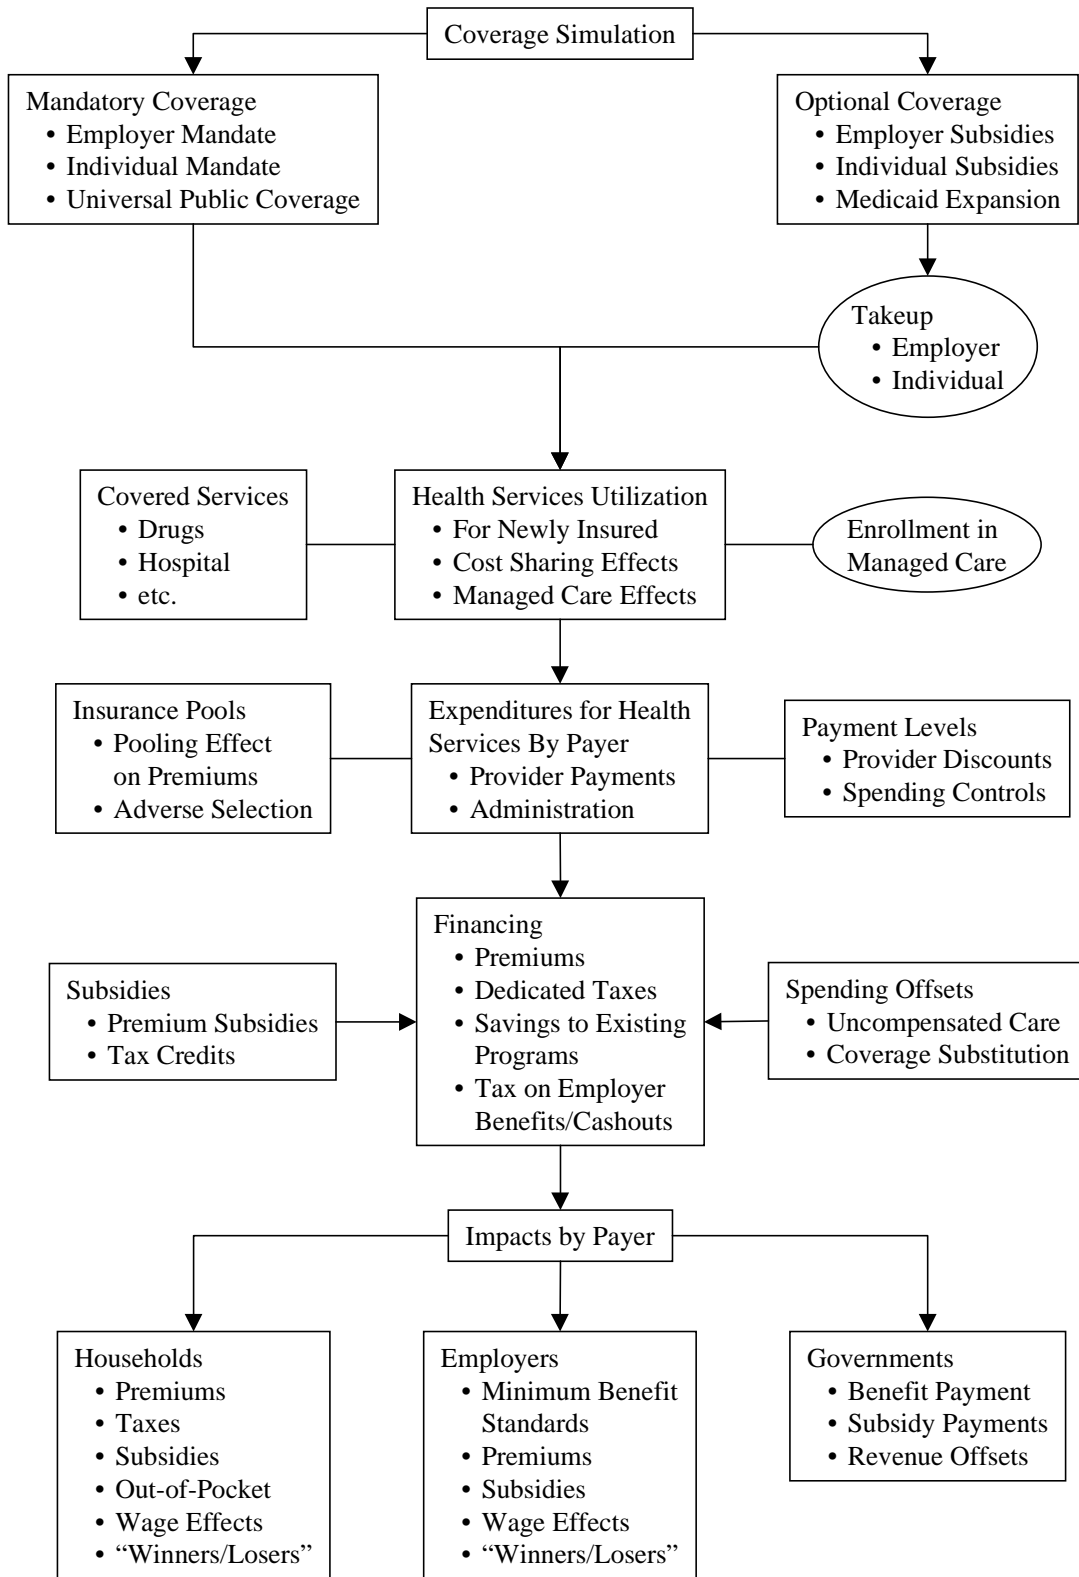 Coverage Simulation
Mandatory Coverage
• Employer Mandate
• Individual Mandate
• Universal Public Coverage
Optional Coverage
• Employer Subsidies
• Individual Subsidies
• Medicaid Expansion
Takeup
• Employer
• Individual
Covered Services
• Drugs
• Hospital
• etc.
Health Services Utilization
• For Newly Insured
• Cost Sharing Effects
• Managed Care Effects
Enrollment in
Managed Care
Insurance Pools
• Pooling Effect
on Premiums
• Adverse Selection
Expenditures for Health
Services By Payer
• Provider Payments
• Administration
Payment Levels
• Provider Discounts
• Spending Controls
Subsidies
• Premium Subsidies
• Tax Credits
Financing
• Premiums
• Dedicated Taxes
• Savings to Existing
Programs
• Tax on Employer
Benefits/Cashouts
Spending Offsets
• Uncompensated Care
• Coverage Substitution
Impacts by Payer
Households
• Premiums
• Taxes
• Subsidies
• Out-of-Pocket
• Wage Effects
• “Winners/Losers”
Employers
• Minimum Benefit
Standards
• Premiums
• Subsidies
• Wage Effects
• “Winners/Losers”
Governments
• Benefit Payment
• Subsidy Payments
• Revenue Offsets